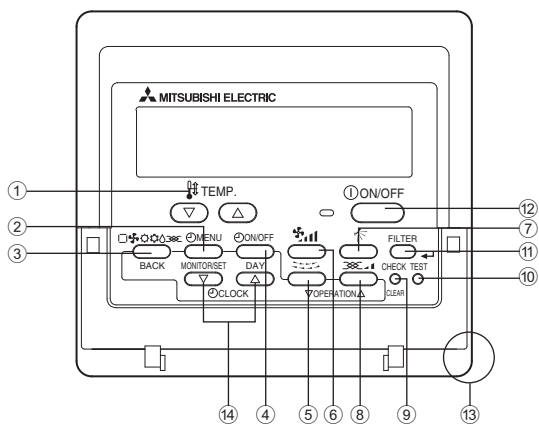 MITSUBISHI ELECTRIC
① TEMP.
ON/OFF ⑫
② MENU ON/OFF ⑦
FILTER ⑪
③ BACK MONITOR/SET DAY CHECK TEST ⑩
CLOCK ▽OPERATION△ CLEAR
⑭ ④ ⑤ ⑥ ⑧ ⑨ ⑬